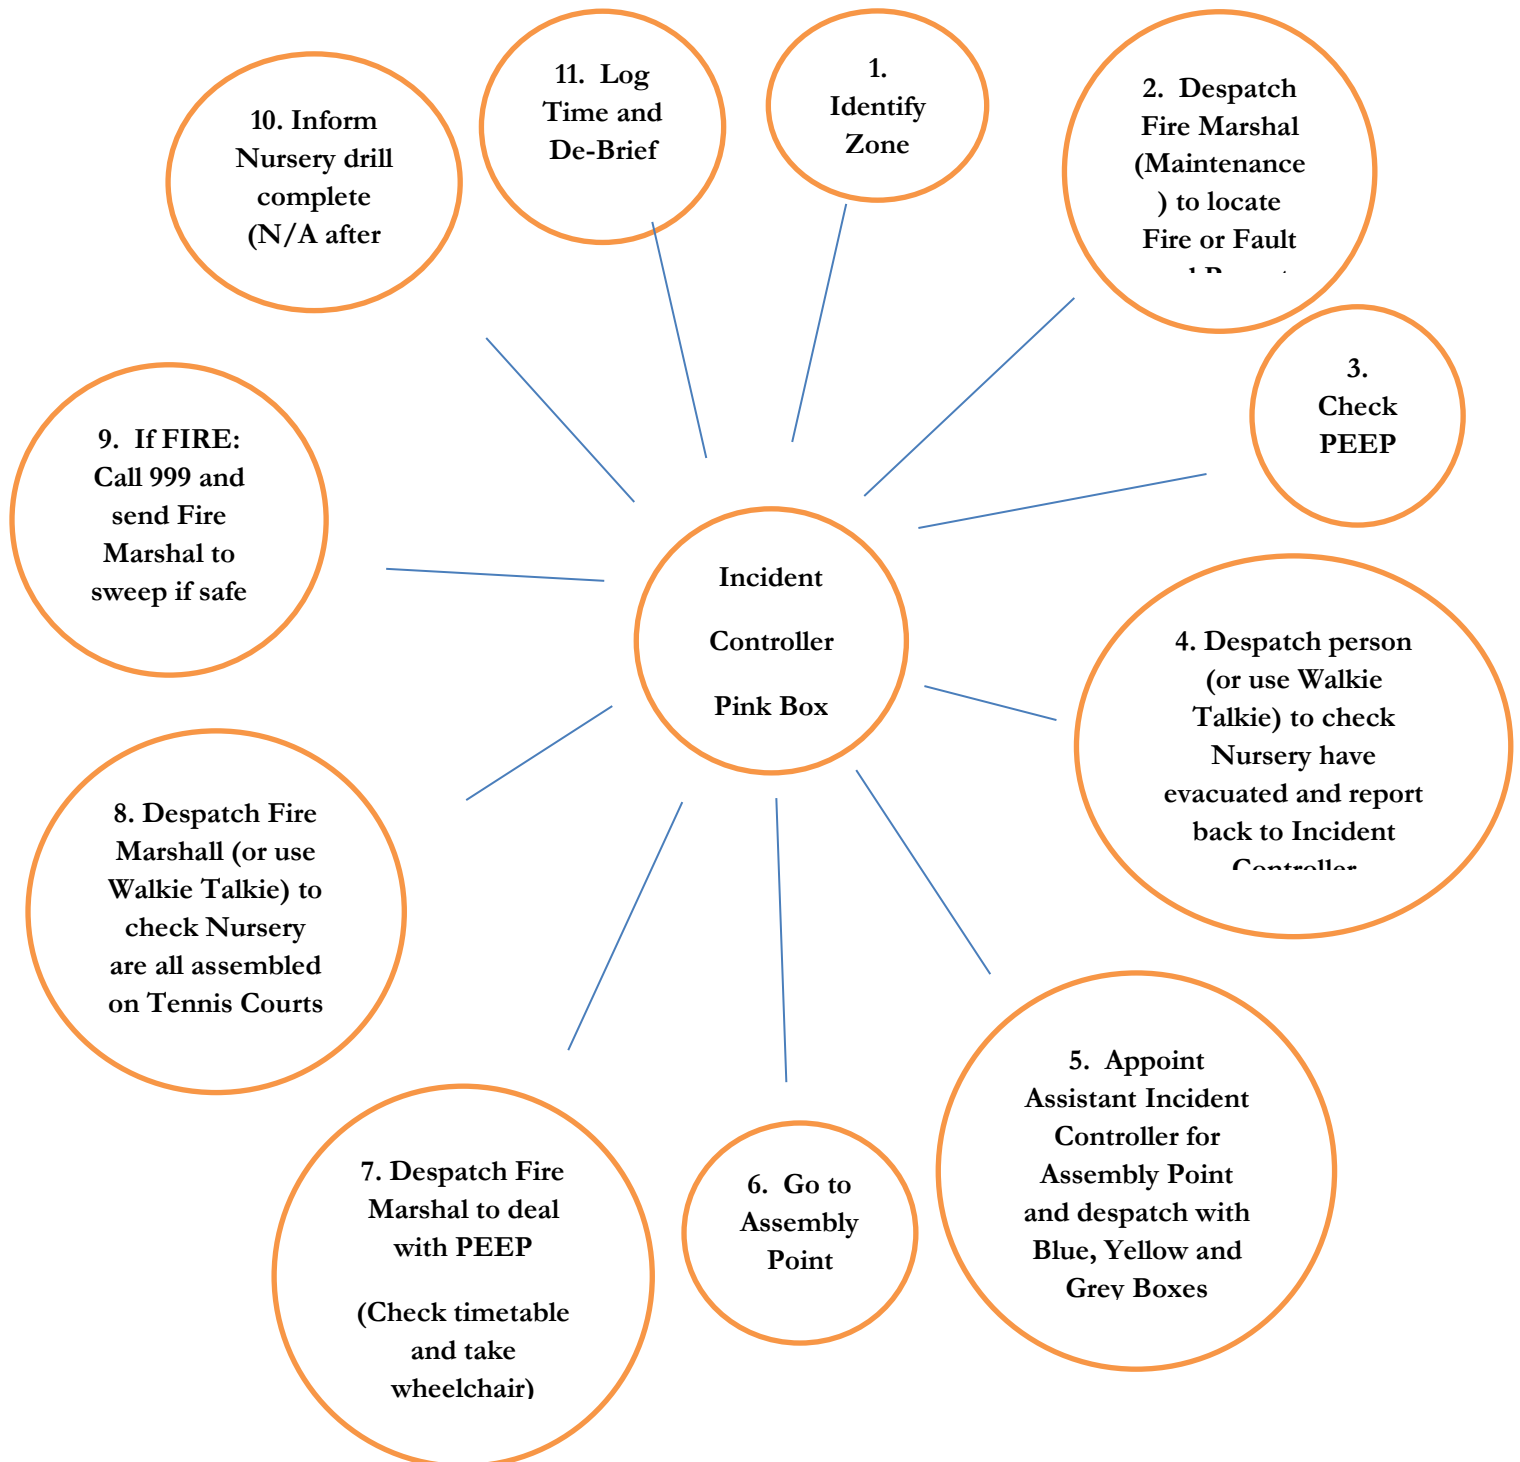 1.
Identify
Zone
2. Despatch
Fire Marshal
(Maintenance
) to locate
Fire or Fault
3.
Check
PEEP
4. Despatch person
(or use Walkie
Talkie) to check
Nursery have
evacuated and report
back to Incident
Controller
5. Appoint
Assistant Incident
Controller for
Assembly Point
and despatch with
Blue, Yellow and
Grey Boxes
6. Go to
Assembly
Point
7. Despatch Fire
Marshal to deal
with PEEP
(Check timetable
and take
wheelchair)
8. Despatch Fire
Marshall (or use
Walkie Talkie) to
check Nursery
are all assembled
on Tennis Courts
9. If FIRE:
Call 999 and
send Fire
Marshal to
sweep if safe
10. Inform
Nursery drill
complete
(N/A after
11. Log
Time and
De-Brief
Incident
Controller
Pink Box